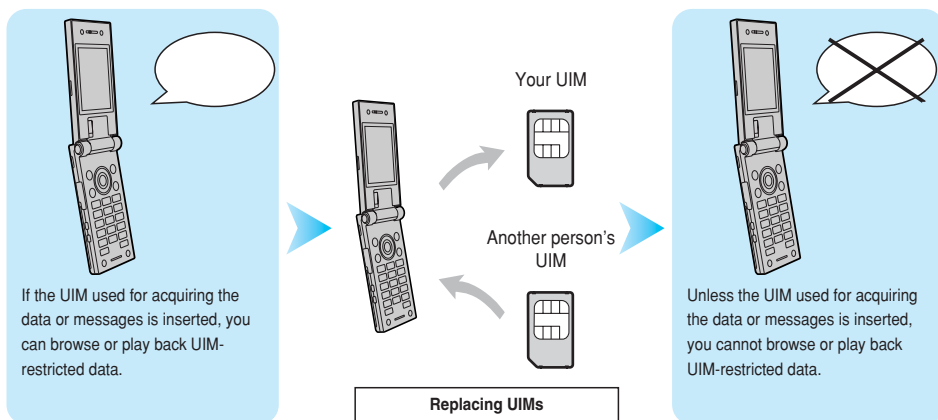 If the UIM used for acquiring the
data or messages is inserted, you
can browse or play back UIM-
restricted data.
Your UIM
Another person's
UIM
Replacing UIMs
Unless the UIM used for acquiring
the data or messages is inserted,
you cannot browse or play back
UIM-restricted data.